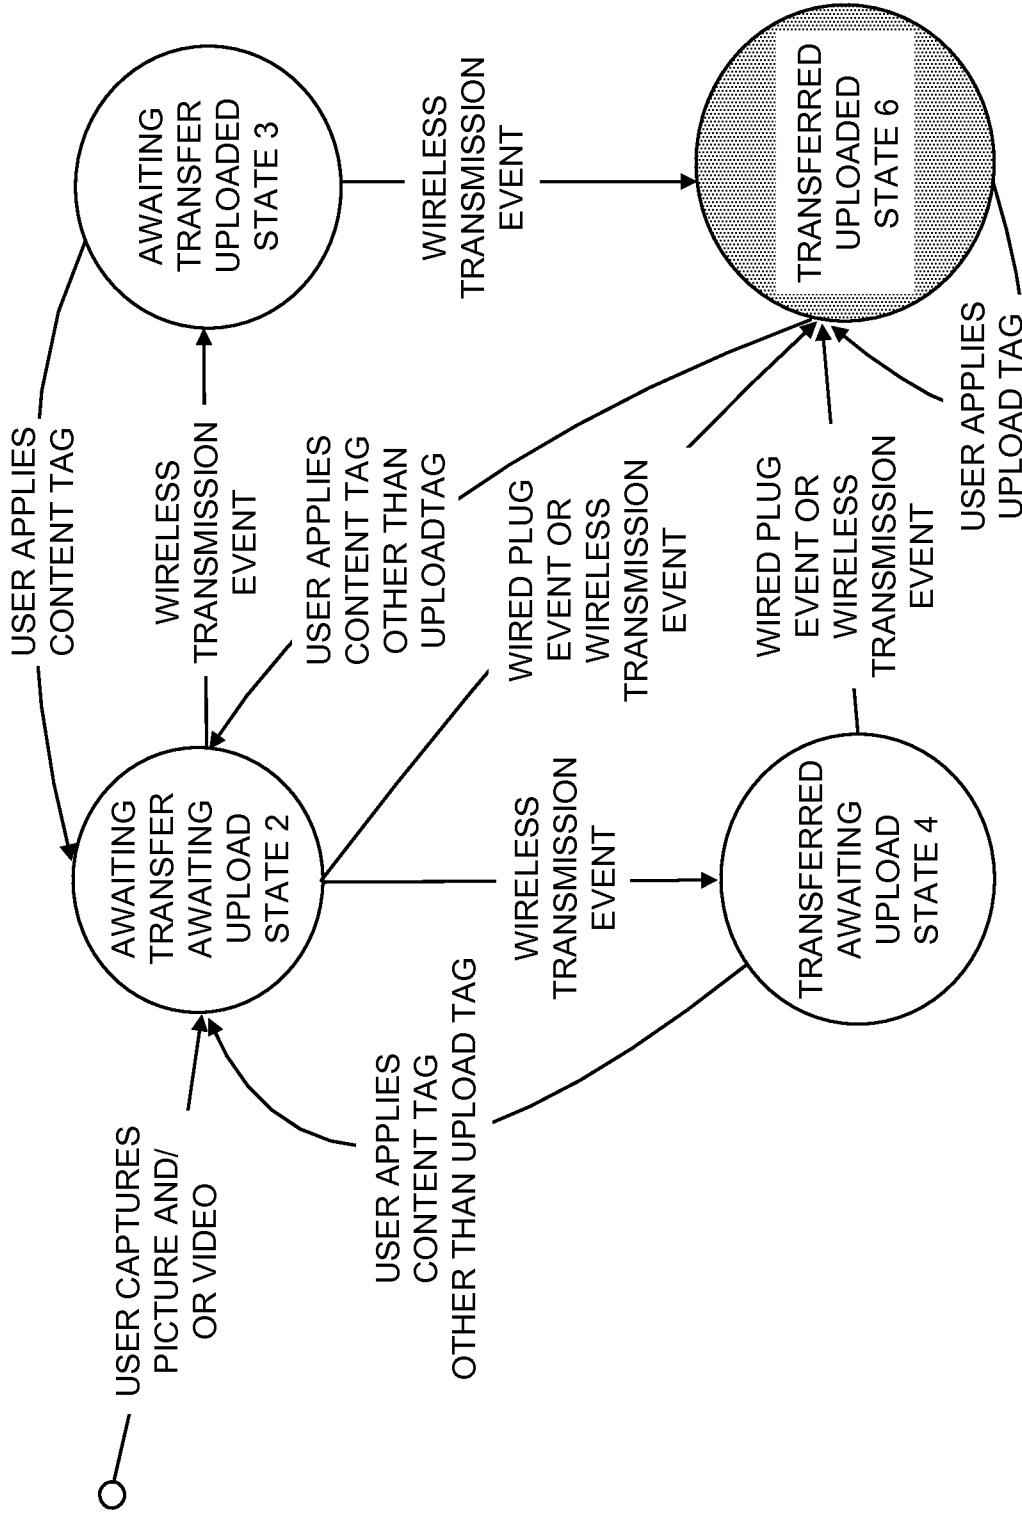 USER CAPTURES
PICTURE AND/
OR VIDEO
AWAITING
TRANSFER
AWAITING
UPLOAD
STATE 2
USER APPLIES
CONTENT TAG
WIRELESS
TRANSMISSION
EVENT
AWAITING
TRANSFER
UPLOADED
STATE 3
USER APPLIES
CONTENT TAG
OTHER THAN
UPLOADTAG
WIRELESS
TRANSMISSION
EVENT
USER APPLIES
CONTENT TAG
OTHER THAN UPLOAD TAG
WIRELESS
TRANSMISSION
EVENT
WIRED PLUG
EVENT OR
WIRELESS
TRANSMISSION
EVENT
TRANSFERRED
AWAITING
UPLOAD
STATE 4
WIRED PLUG
EVENT OR
WIRELESS
TRANSMISSION
EVENT
TRANSFERRED
UPLOADED
STATE 6
USER APPLIES
UPLOAD TAG